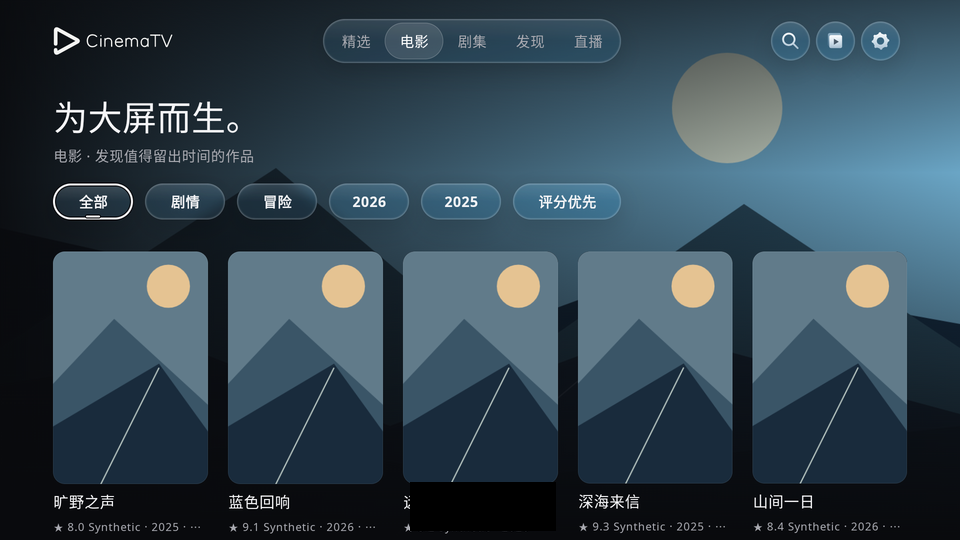 CinemaTV
精选 电影 剧集 发现 直播
为大屏而生。
电影 · 发现值得留出时间的作品
全部 剧情 冒险 2026 2025 评分优先
旷野之声
★ 8.0 Synthetic · 2025 · ···
蓝色回响
★ 9.1 Synthetic · 2026 · ···
深海来信
★ 9.3 Synthetic · 2025 · ···
山间一日
★ 8.4 Synthetic · 2026 · ···